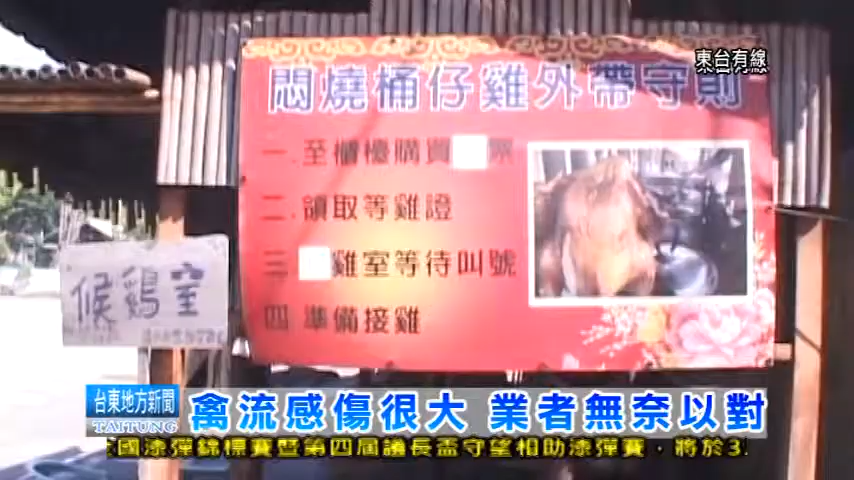 東台有線
悶燒桶仔雞外帶守則
一.至櫃檯購買 票
二.領取等雞證
三 雞室等待叫號
四 準備接雞
候鷄室
台東地方新聞
TAITUNG
禽流感傷很大 業者無奈以對
國漆彈錦標賽暨第四屆議長盃守望相助漆彈賽，將於3